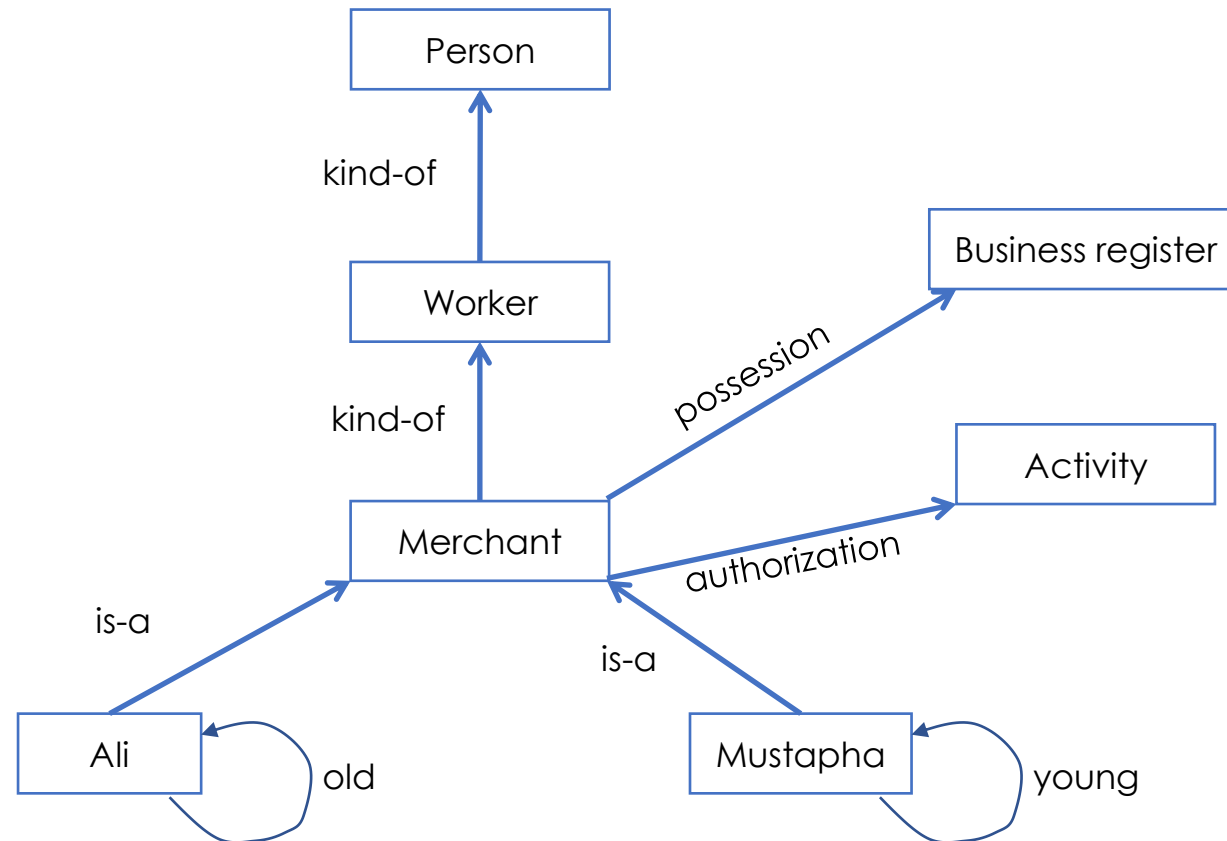 Person
kind-of
Business register
Worker
possession
kind-of
Activity
Merchant
authorization
is-a
is-a
Ali
old
Mustapha
young